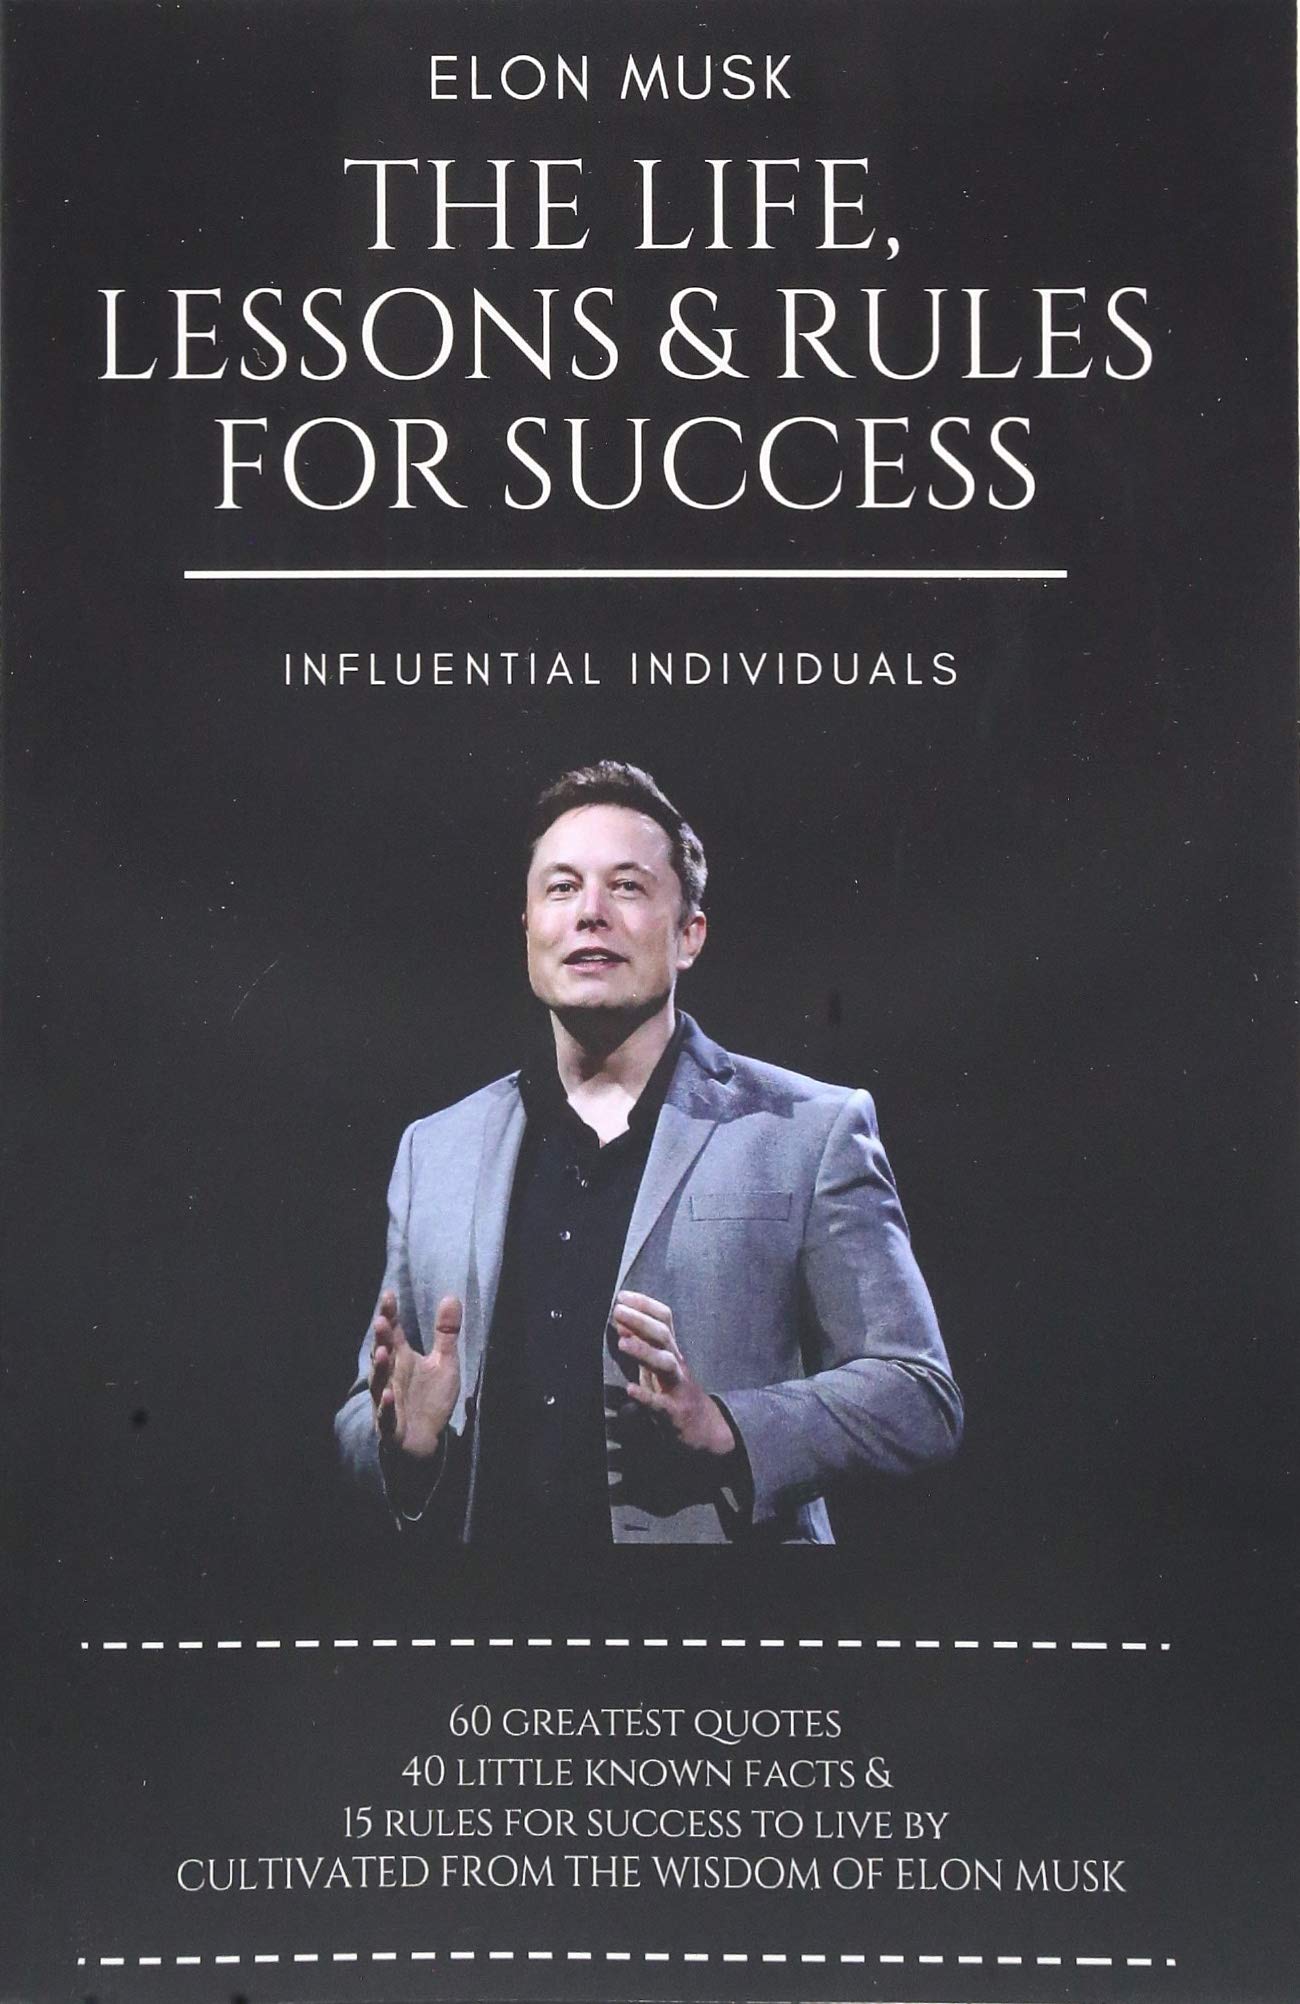 ELON MUSK
THE LIFE,
LESSONS & RULES
FOR SUCCESS
INFLUENTIAL INDIVIDUALS
60 GREATEST QUOTES
40 LITTLE KNOWN FACTS &
15 RULES FOR SUCCESS TO LIVE BY
CULTIVATED FROM THE WISDOM OF ELON MUSK